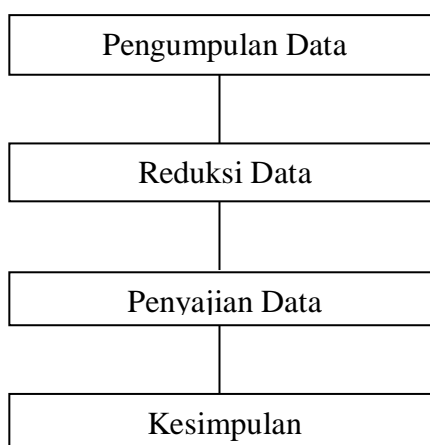 Pengumpulan Data
Reduksi Data
Penyajian Data
Kesimpulan